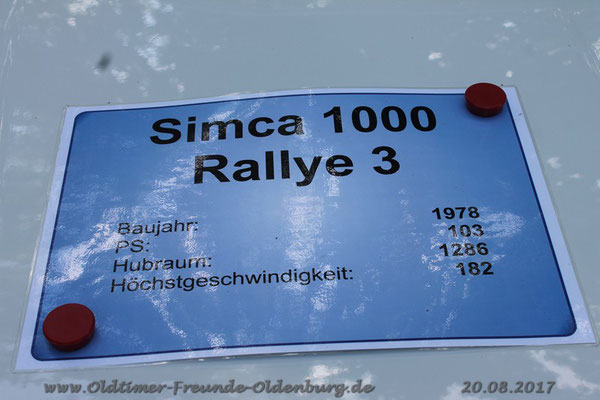 Simca 1000
Rallye 3
Baujahr: 1978
PS: 103
Hubraum: 1286
Höchstgeschwindigkeit: 182
www.Oldtimer-Freunde-Oldenburg.de 20.08.2017